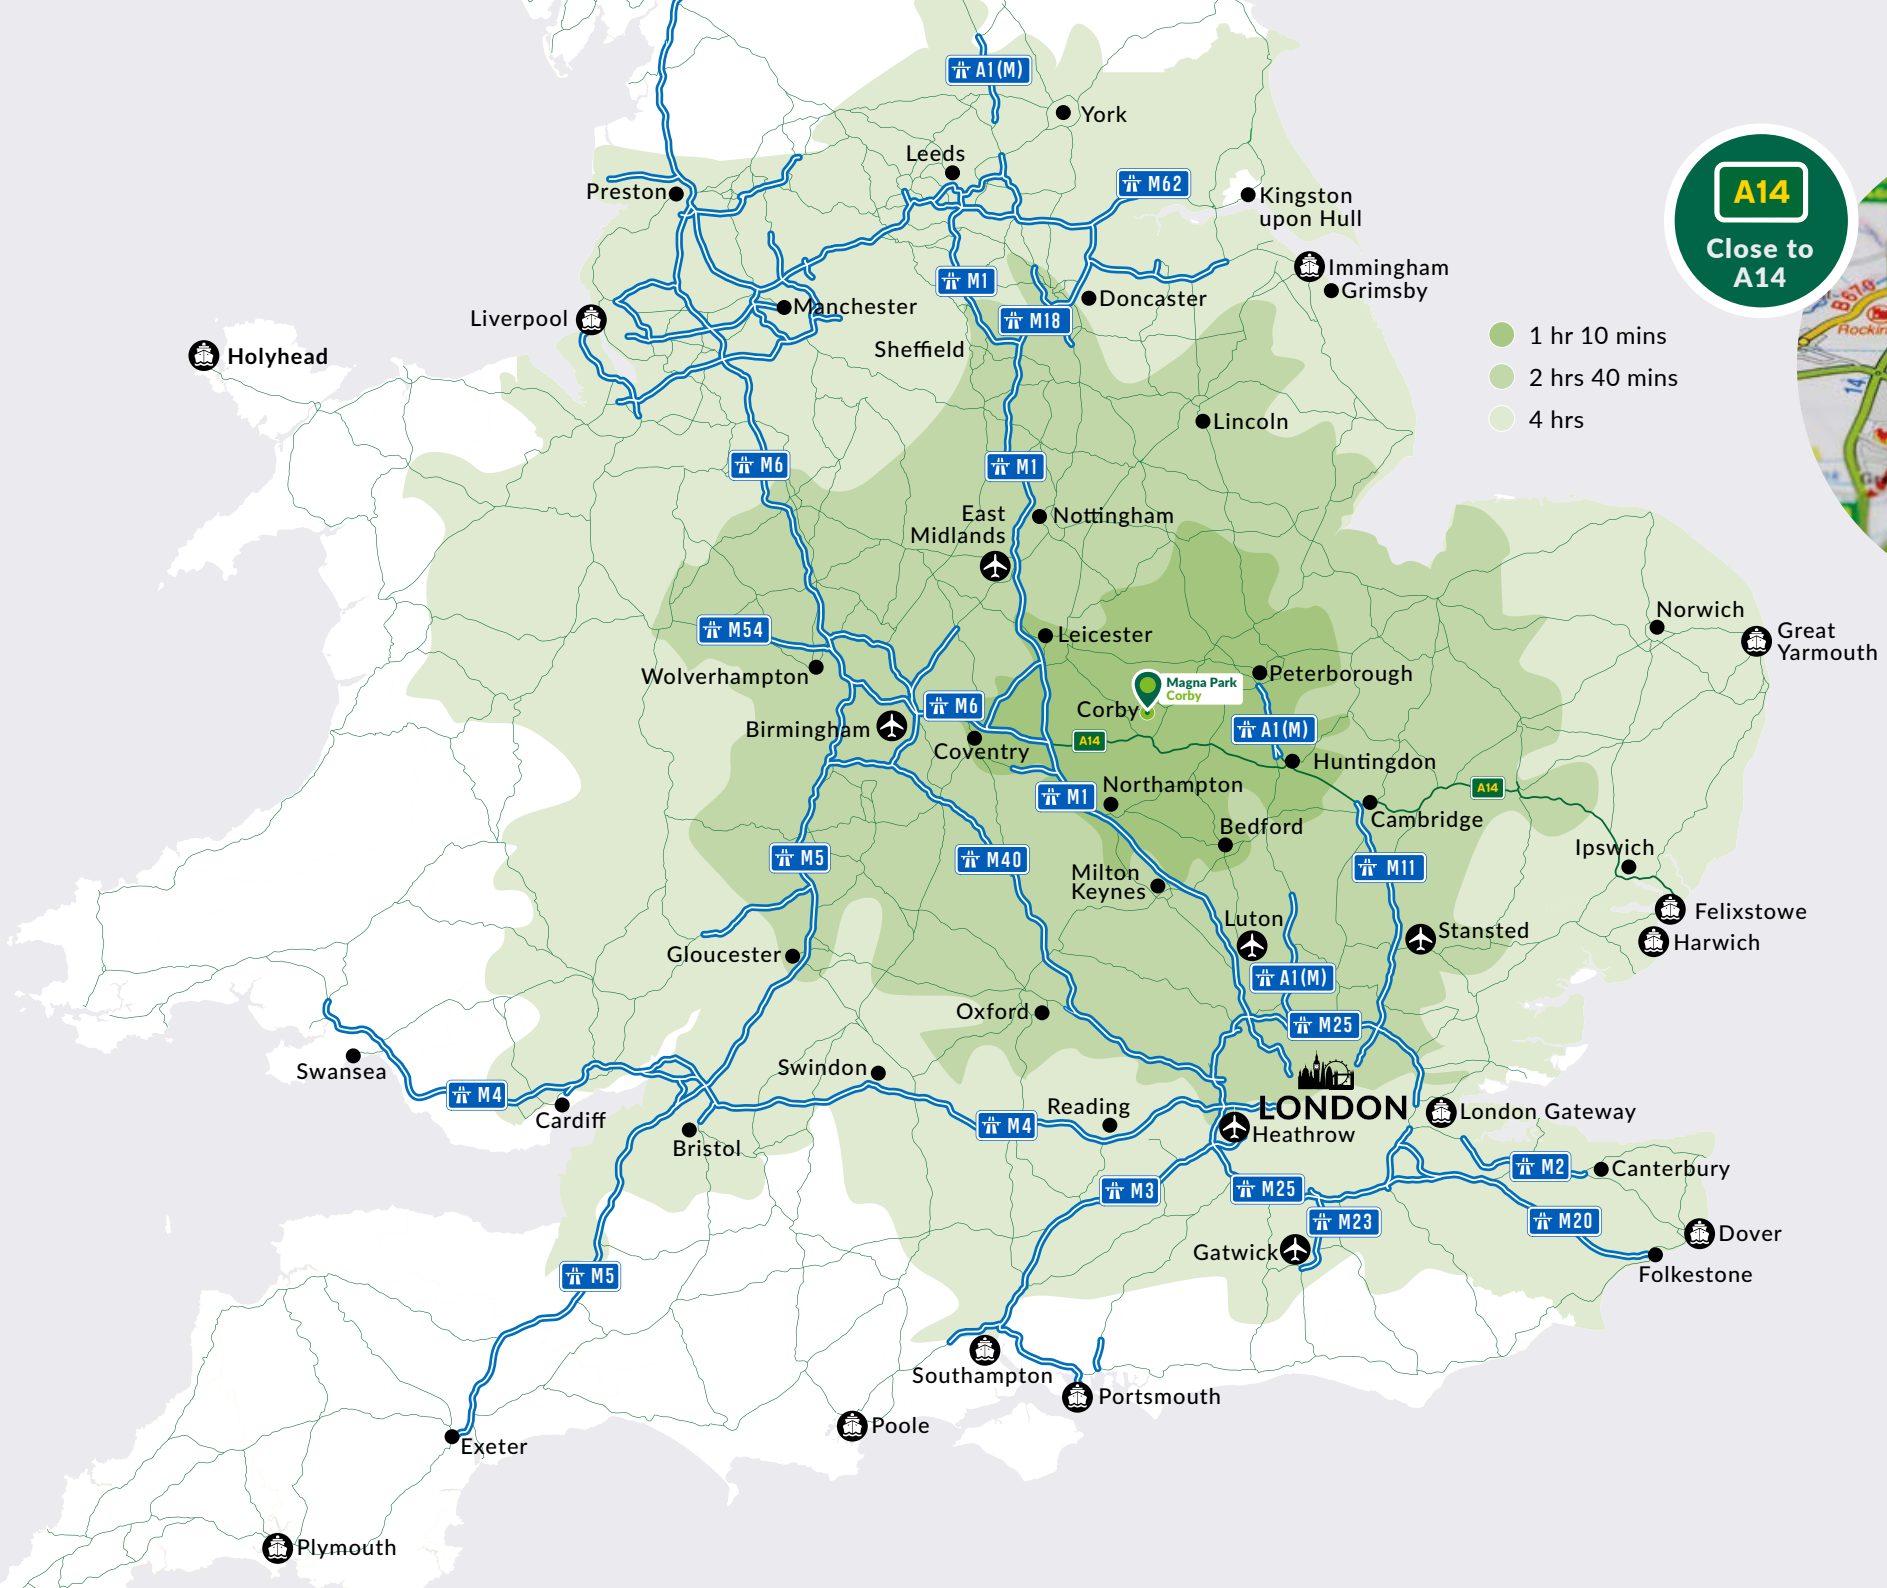 A1(M)
York
Leeds
M62
Preston
Kingston
upon Hull
A14
Close to
A14
M1
Immingham
Grimsby
Doncaster
Manchester
M18
Liverpool
Sheffield
Holyhead
1 hr 10 mins
2 hrs 40 mins
4 hrs
B670
14
Lincoln
M6
M1
East
Midlands
Nottingham
Norwich
Great
Yarmouth
M54
Leicester
Wolverhampton
Peterborough
Magna Park
Corby
Corby
M6
Birmingham
A1(M)
Coventry
A14
Huntingdon
M1
Northampton
A14
Cambridge
Bedford
Ipswich
M5
M40
M11
Milton
Keynes
Luton
Stansted
Felixstowe
Harwich
Gloucester
A1(M)
Oxford
M25
Swansea
Swindon
M4
Cardiff
Reading
LONDON
London Gateway
M4
Heathrow
Bristol
M2
Canterbury
M3
M25
M23
M20
Dover
Gatwick
Folkestone
M5
Southampton
Portsmouth
Poole
Exeter
Plymouth